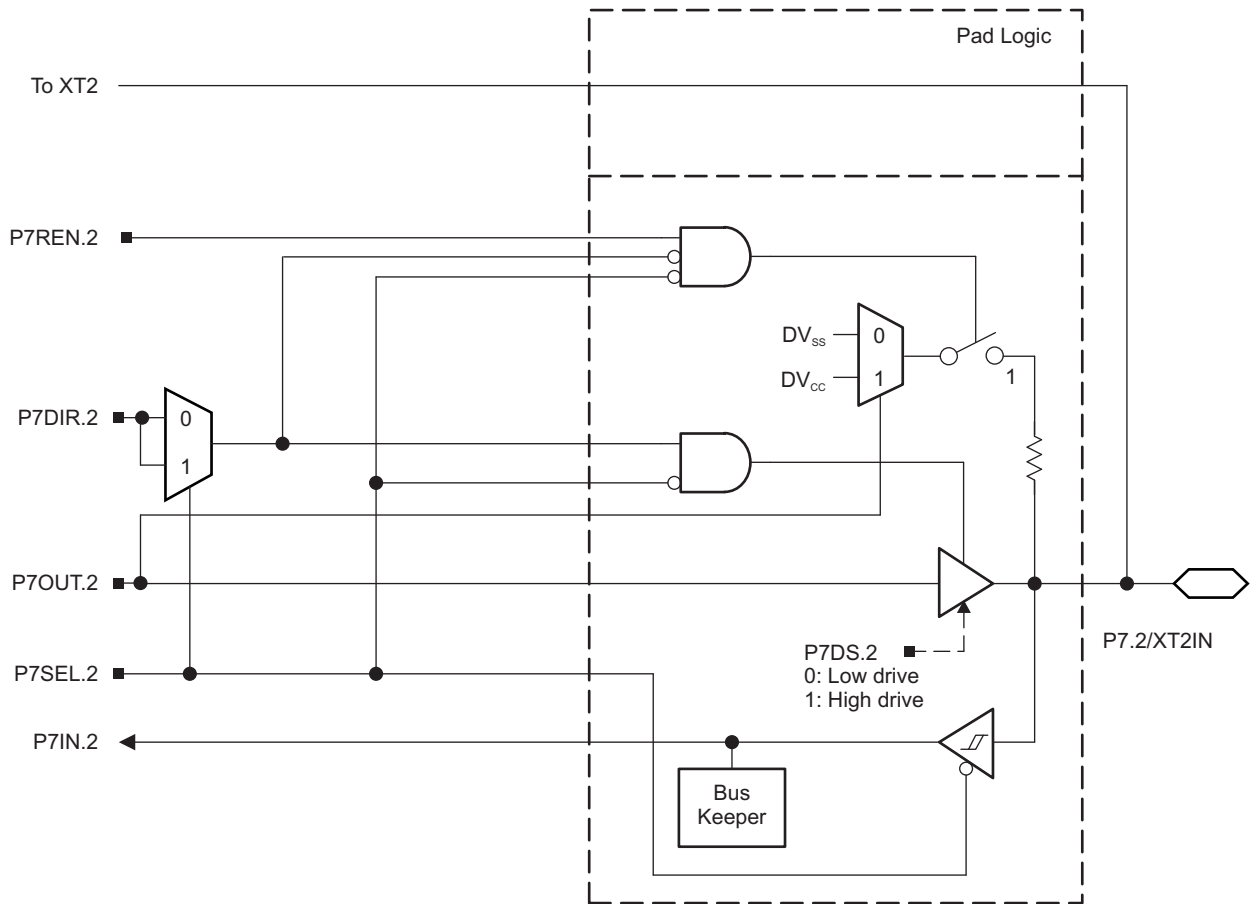 Pad Logic
To XT2
P7REN.2
DVSS
0
DVCC
1
1
P7DIR.2
0
1
P7OUT.2
P7DS.2
0: Low drive
1: High drive
P7.2/XT2IN
P7SEL.2
P7IN.2
Bus
Keeper